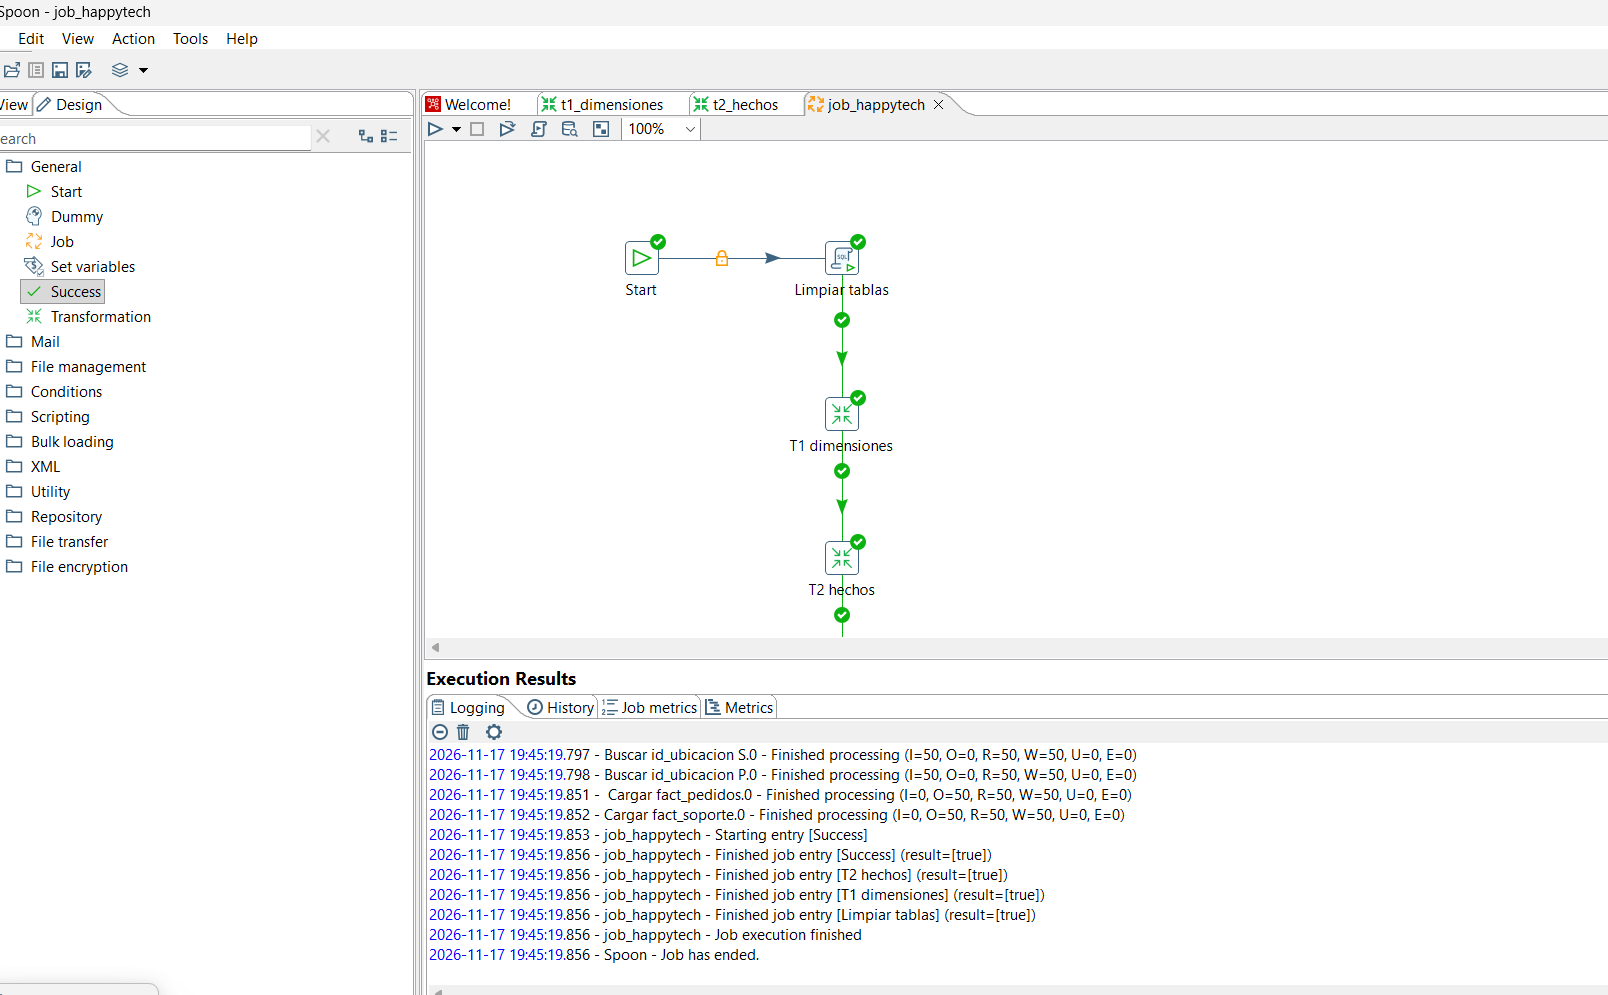 Spoon - job_happytech
Edit View Action Tools Help
View Design
Welcome! t1_dimensiones t2_hechos job_happytech
earch
100%
General
Start
Dummy
Job
Set variables
Success
Transformation
Mail
File management
Conditions
Scripting
Bulk loading
XML
Utility
Repository
File transfer
File encryption
SQL
Start
Limpiar tablas
T1 dimensiones
T2 hechos
Execution Results
Logging History Job metrics Metrics
2026-11-17 19:45:19.797 - Buscar id_ubicacion S.0 - Finished processing (I=50, O=0, R=50, W=50, U=0, E=0)
2026-11-17 19:45:19.798 - Buscar id_ubicacion P.0 - Finished processing (I=50, O=0, R=50, W=50, U=0, E=0)
2026-11-17 19:45:19.851 -  Cargar fact_pedidos.0 - Finished processing (I=0, O=50, R=50, W=50, U=0, E=0)
2026-11-17 19:45:19.852 - Cargar fact_soporte.0 - Finished processing (I=0, O=50, R=50, W=50, U=0, E=0)
2026-11-17 19:45:19.853 - job_happytech - Starting entry [Success]
2026-11-17 19:45:19.856 - job_happytech - Finished job entry [Success] (result=[true])
2026-11-17 19:45:19.856 - job_happytech - Finished job entry [T2 hechos] (result=[true])
2026-11-17 19:45:19.856 - job_happytech - Finished job entry [T1 dimensiones] (result=[true])
2026-11-17 19:45:19.856 - job_happytech - Finished job entry [Limpiar tablas] (result=[true])
2026-11-17 19:45:19.856 - job_happytech - Job execution finished
2026-11-17 19:45:19.856 - Spoon - Job has ended.